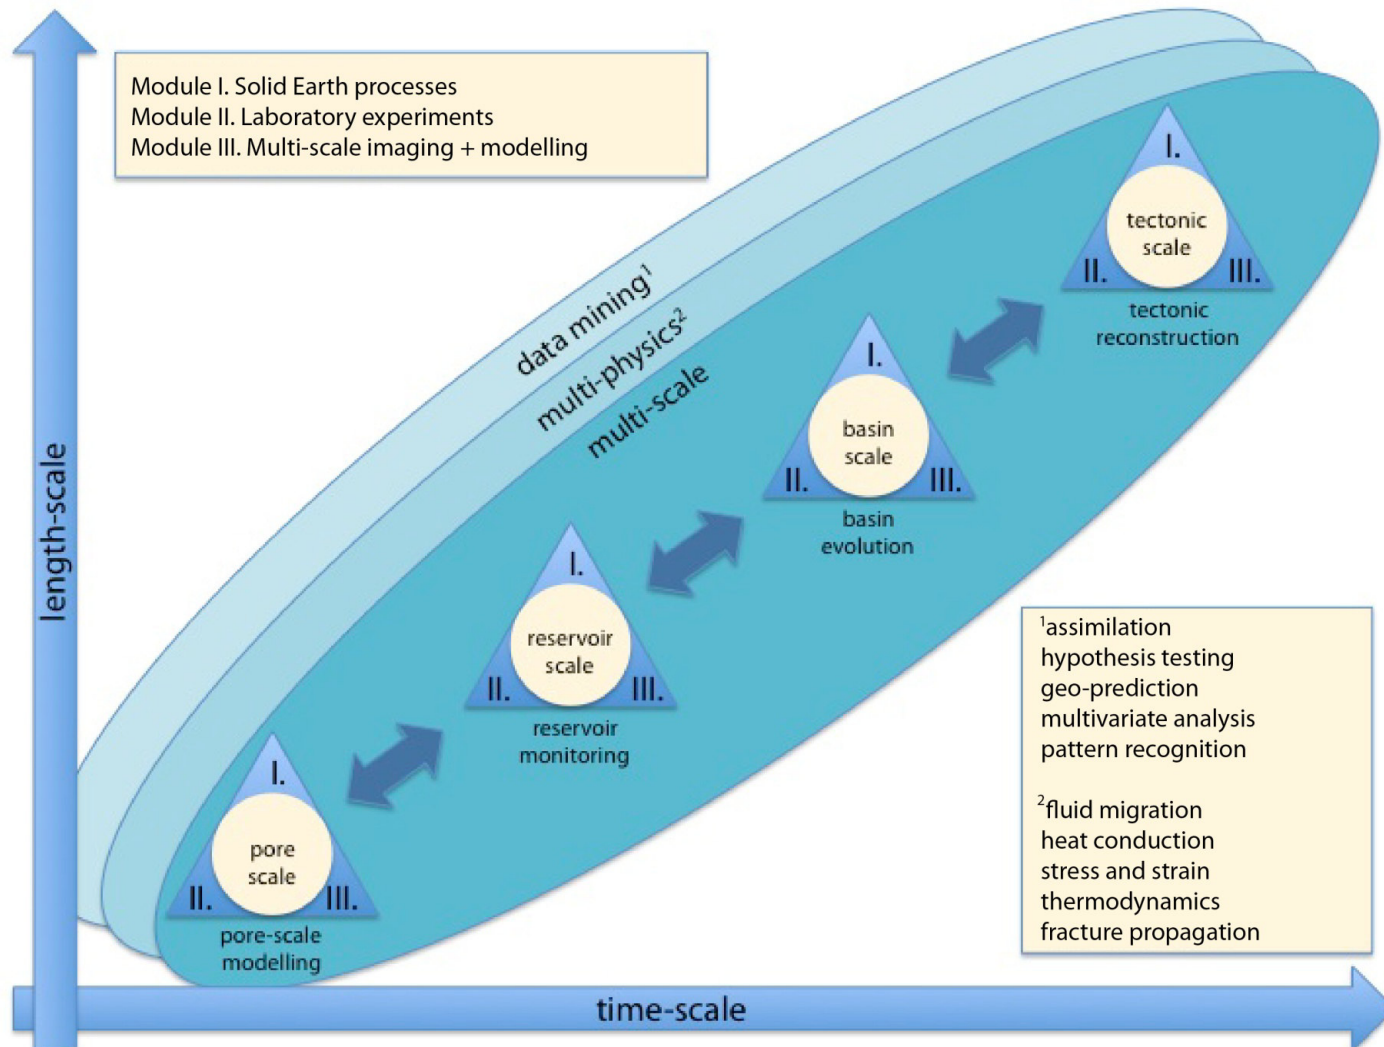 Module I. Solid Earth processes
Module II. Laboratory experiments
Module III. Multi-scale imaging + modelling
length-scale
data mining¹
multi-physics²
multi-scale
I.
tectonic
scale
II. III.
tectonic
reconstruction
I.
basin
scale
II. III.
basin
evolution
I.
reservoir
scale
II. III.
reservoir
monitoring
I.
pore
scale
II. III.
pore-scale
modelling
¹assimilation
hypothesis testing
geo-prediction
multivariate analysis
pattern recognition
²fluid migration
heat conduction
stress and strain
thermodynamics
fracture propagation
time-scale